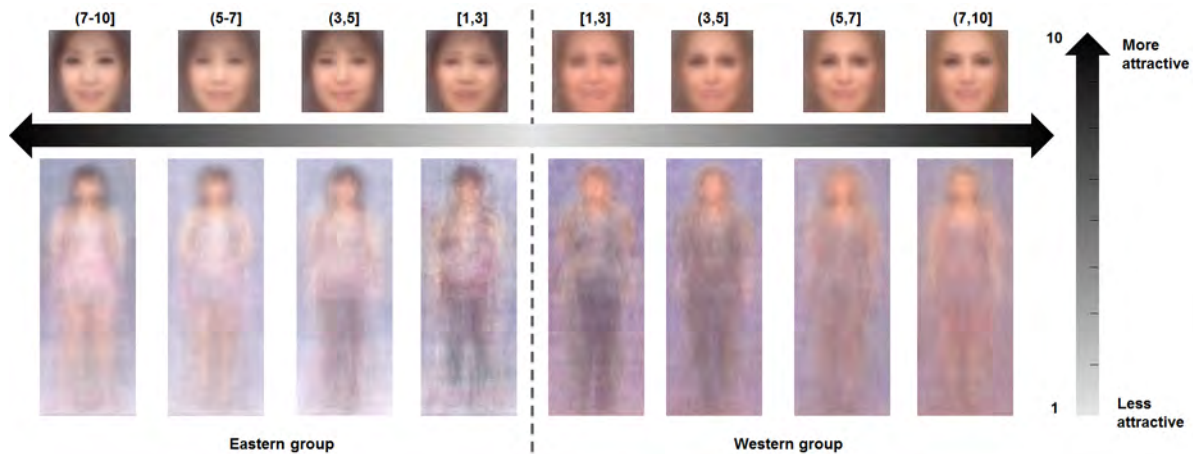 (7-10]
(5-7]
(3,5]
[1,3]
[1,3]
(3,5]
(5,7]
(7,10]
10
More
attractive
1
Less
attractive
Eastern group
Western group